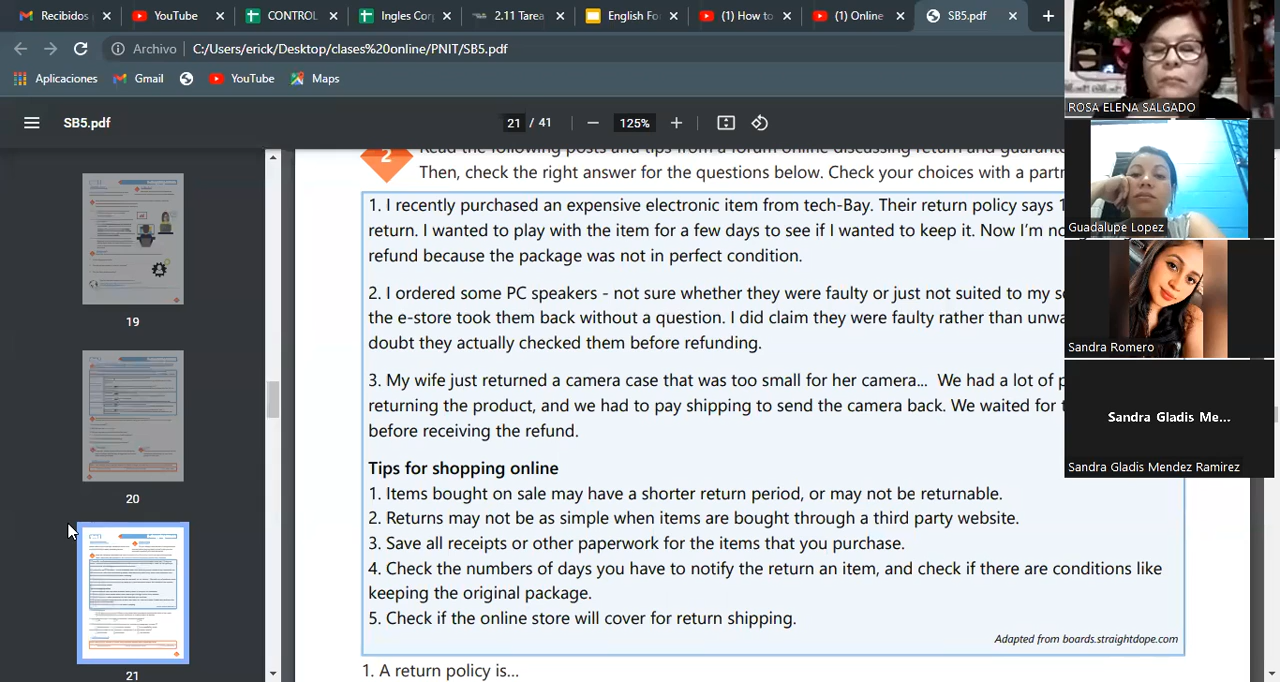 Recibidos
YouTube
CONTROL
Ingles Cor
2.11 Tarea
English Fo
(1) How to
(1) Online
SB5.pdf
Archivo C:/Users/erick/Desktop/clases%20online/PNIT/SB5.pdf
Aplicaciones Gmail YouTube Maps
SB5.pdf
21 / 41
125%
19
20
21
2
Read the following posts and tips from a forum online discussing return and
Then, check the right answer for the questions below. Check your choices with a
1. I recently purchased an expensive electronic item from tech-Bay. Their return policy says
return. I wanted to play with the item for a few days to see if I wanted to keep it. Now I'm
refund because the package was not in perfect condition.
2. I ordered some PC speakers - not sure whether they were faulty or just not suited to my
the e-store took them back without a question. I did claim they were faulty rather than
doubt they actually checked them before refunding.
3. My wife just returned a camera case that was too small for her camera... We had a lot of
returning the product, and we had to pay shipping to send the camera back. We waited for
before receiving the refund.
Tips for shopping online
1. Items bought on sale may have a shorter return period, or may not be returnable.
2. Returns may not be as simple when items are bought through a third party website.
3. Save all receipts or other paperwork for the items that you purchase.
4. Check the number of days you have to notify the return an item, and check if there are conditions like
keeping the original package.
5. Check if the online store will cover for return shipping.
Adapted from boards.straightdope.com
1. A return policy is...
ROSA ELENA SALGADO
Guadalupe Lopez
Sandra Romero
Sandra Gladis Me...
Sandra Gladis Mendez Ramirez